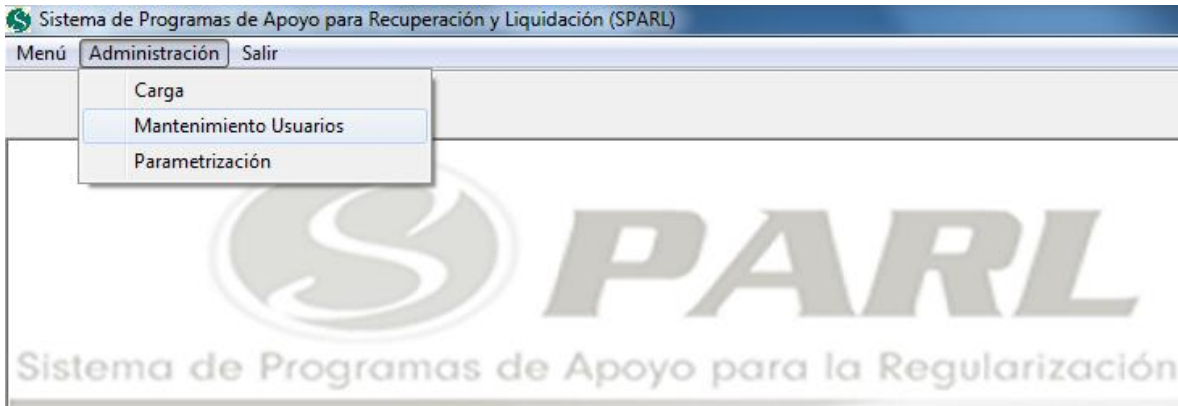 Sistema de Programas de Apoyo para Recuperación y Liquidación (SPARL)
Menú Administración Salir
Carga
Mantenimiento Usuarios
Parametrización
SPARL
Sistema de Programas de Apoyo para la Regularización